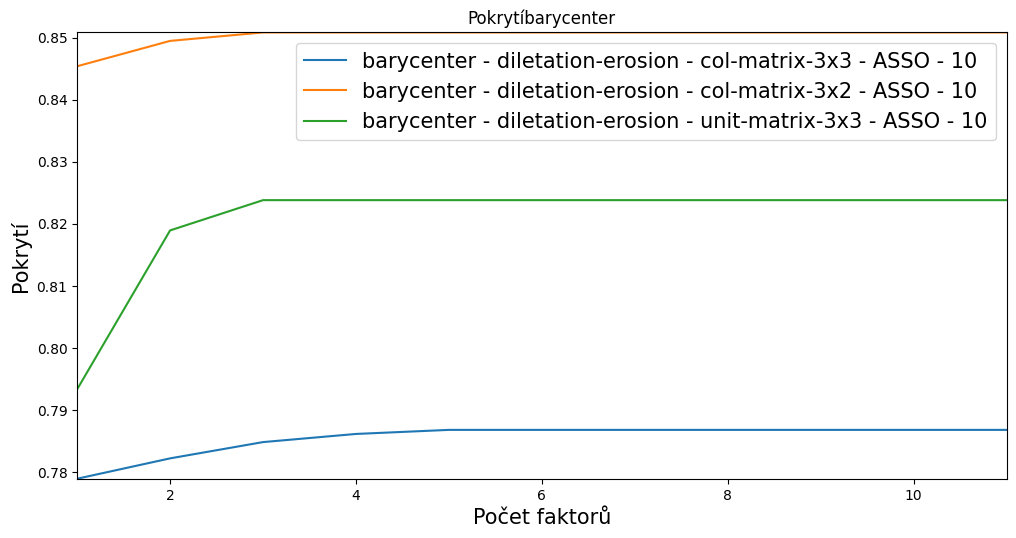 Pokrytíbarycenter
0.85
0.84
0.83
0.82
0.81
0.80
0.79
0.78
Pokrytí
barycenter - diletation-erosion - col-matrix-3x3 - ASSO - 10
barycenter - diletation-erosion - col-matrix-3x2 - ASSO - 10
barycenter - diletation-erosion - unit-matrix-3x3 - ASSO - 10
2 4 6 8 10
Počet faktorů